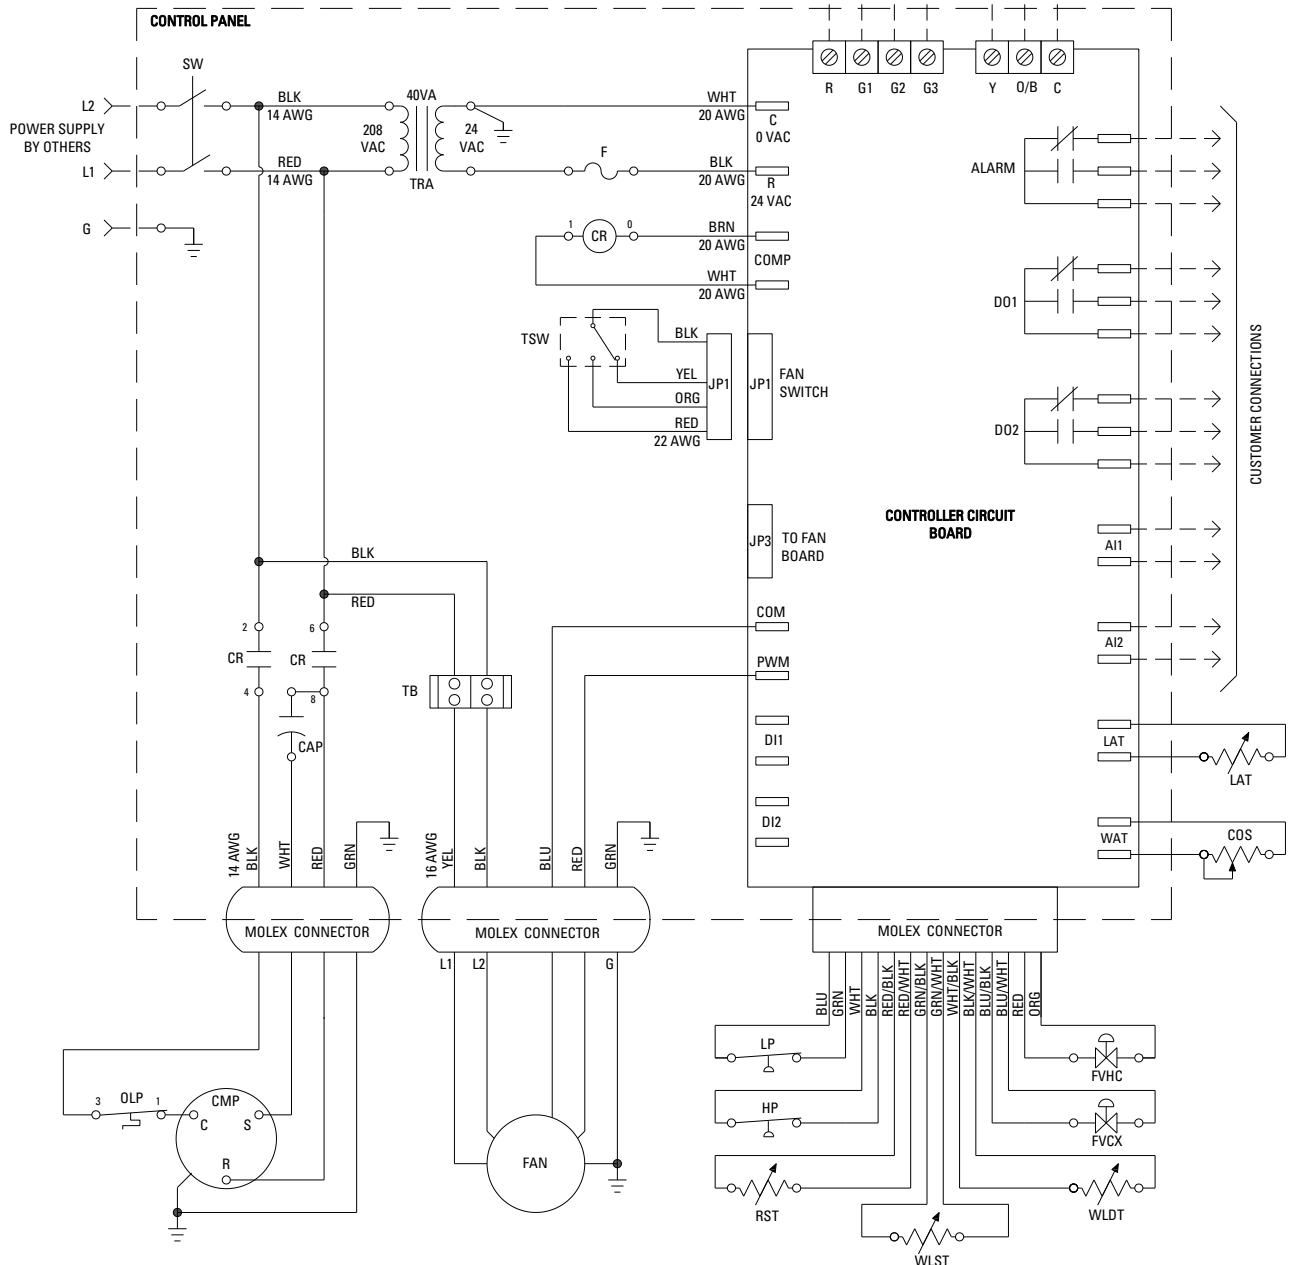 CONTROL PANEL
SW
L2
POWER SUPPLY
BY OTHERS
L1
G
BLK
14 AWG
RED
14 AWG
40VA
208
VAC
24
VAC
TRA
F
WHT
20 AWG
C
0 VAC
BLK
20 AWG
R
24 VAC
1
CR
0
BRN
20 AWG
COMP
WHT
20 AWG
TSW
BLK
YEL
ORG
RED
22 AWG
JP1
JP1
FAN
SWITCH
JP3
TO FAN
BOARD
R
G1
G2
G3
Y
O/B
C
ALARM
DO1
DO2
CUSTOMER CONNECTIONS
CONTROLLER CIRCUIT
BOARD
AI1
AI2
LAT
LAT
WAT
COS
COM
PWM
DI1
DI2
BLK
RED
2
6
CR
CR
4
8
CAP
TB
14 AWG
BLK
WHT
RED
GRN
16 AWG
YEL
BLK
BLU
RED
GRN
MOLEX CONNECTOR
MOLEX CONNECTOR
MOLEX CONNECTOR
L1
L2
G
BLU
GRN
WHT
BLK
RED/BLK
RED/WHT
GRN/BLK
GRN/WHT
WHT/BLK
BLK/WHT
BLU/BLK
BLU/WHT
RED
ORG
3
OLP
1
CMP
C
S
R
FAN
LP
HP
RST
WLST
FVHC
FVCX
WLDT